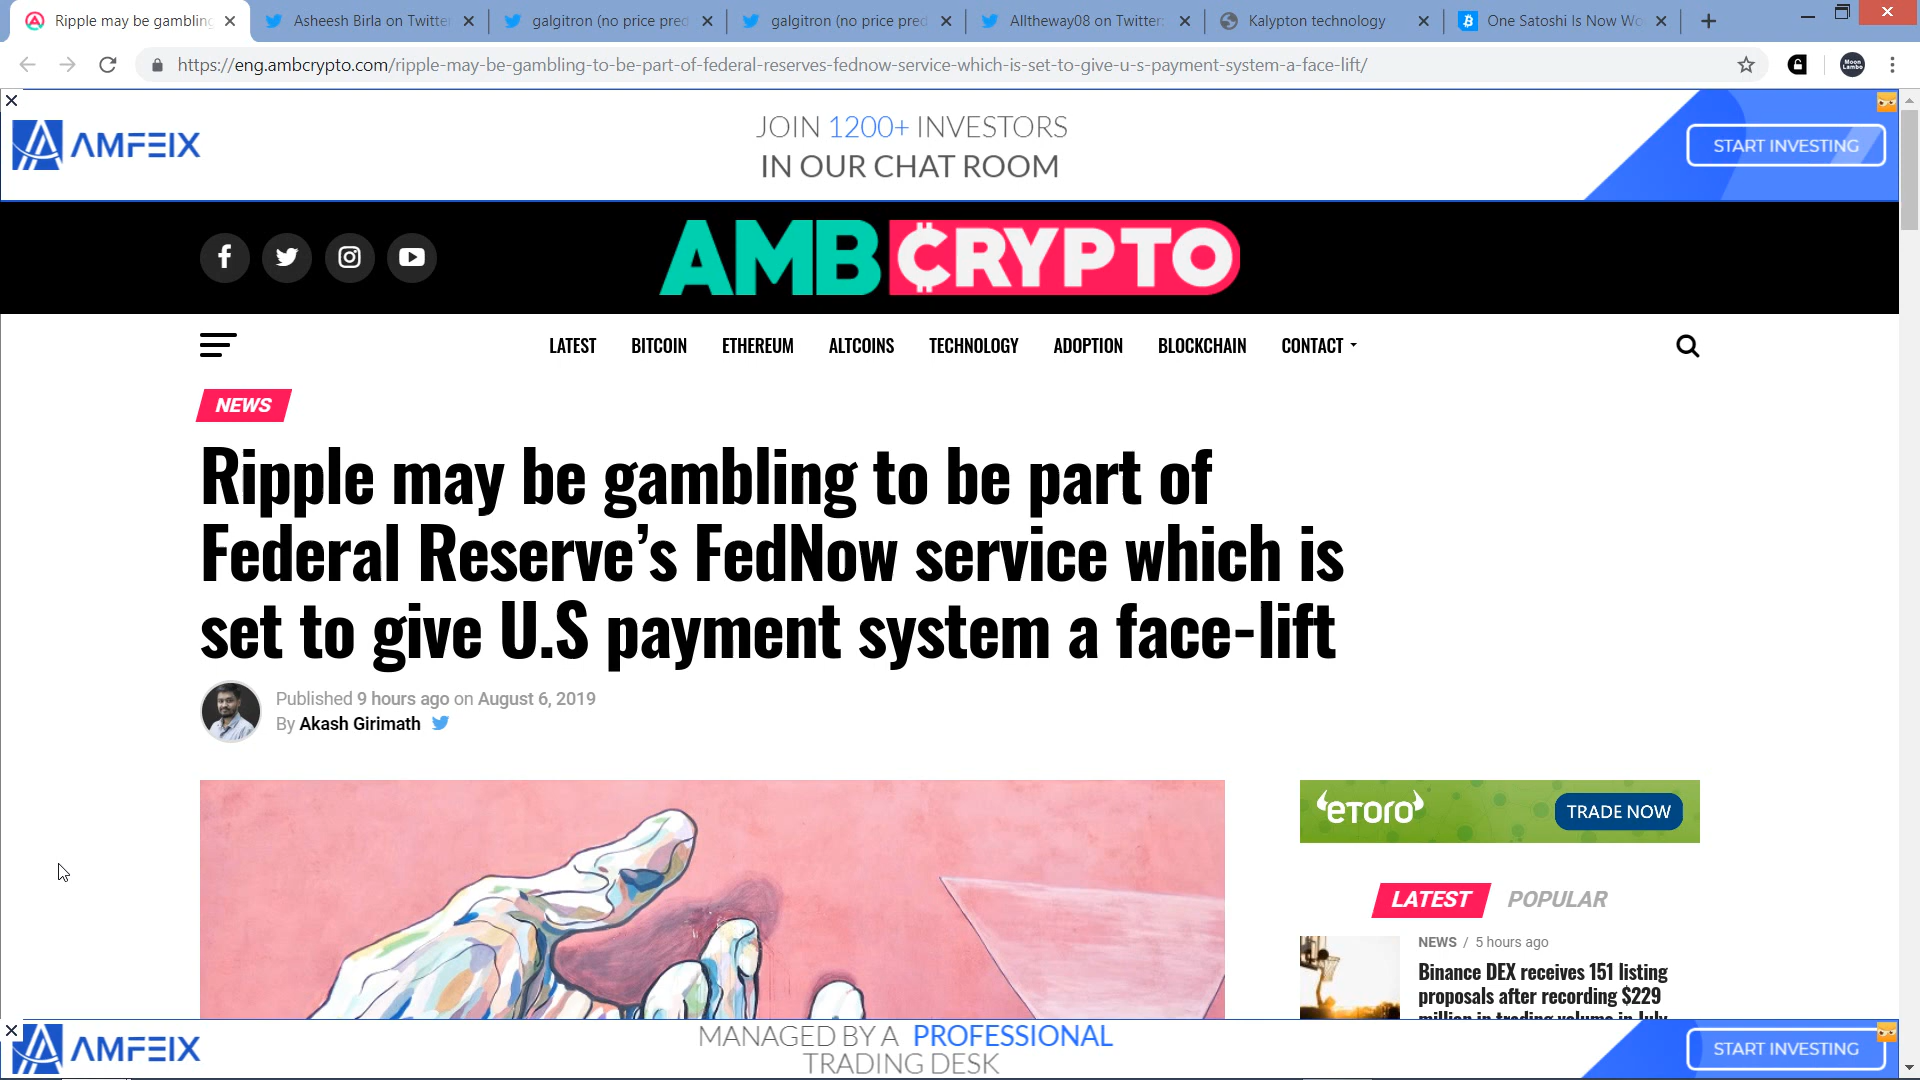 Ripple may be gambling
Asheesh Birla on Twitter
galgitron (no price pred
galgitron (no price pred
Alltheway08 on Twitter:
Kalypton technology
One Satoshi Is Now Wo
https://eng.ambcrypto.com/ripple-may-be-gambling-to-be-part-of-federal-reserves-fednow-service-which-is-set-to-give-u-s-payment-system-a-face-lift/
AMFEIX
JOIN 1200+ INVESTORS
IN OUR CHAT ROOM
START INVESTING
AMBCRYPTO
LATEST BITCOIN ETHEREUM ALTCOINS TECHNOLOGY ADOPTION BLOCKCHAIN CONTACT
NEWS
Ripple may be gambling to be part of
Federal Reserve’s FedNow service which is
set to give U.S payment system a face-lift
Published 9 hours ago on August 6, 2019
By Akash Girimath
eToro
TRADE NOW
LATEST POPULAR
NEWS / 5 hours ago
Binance DEX receives 151 listing
proposals after recording $229
million in trading volume in July
AMFEIX
MANAGED BY A PROFESSIONAL
TRADING DESK
START INVESTING